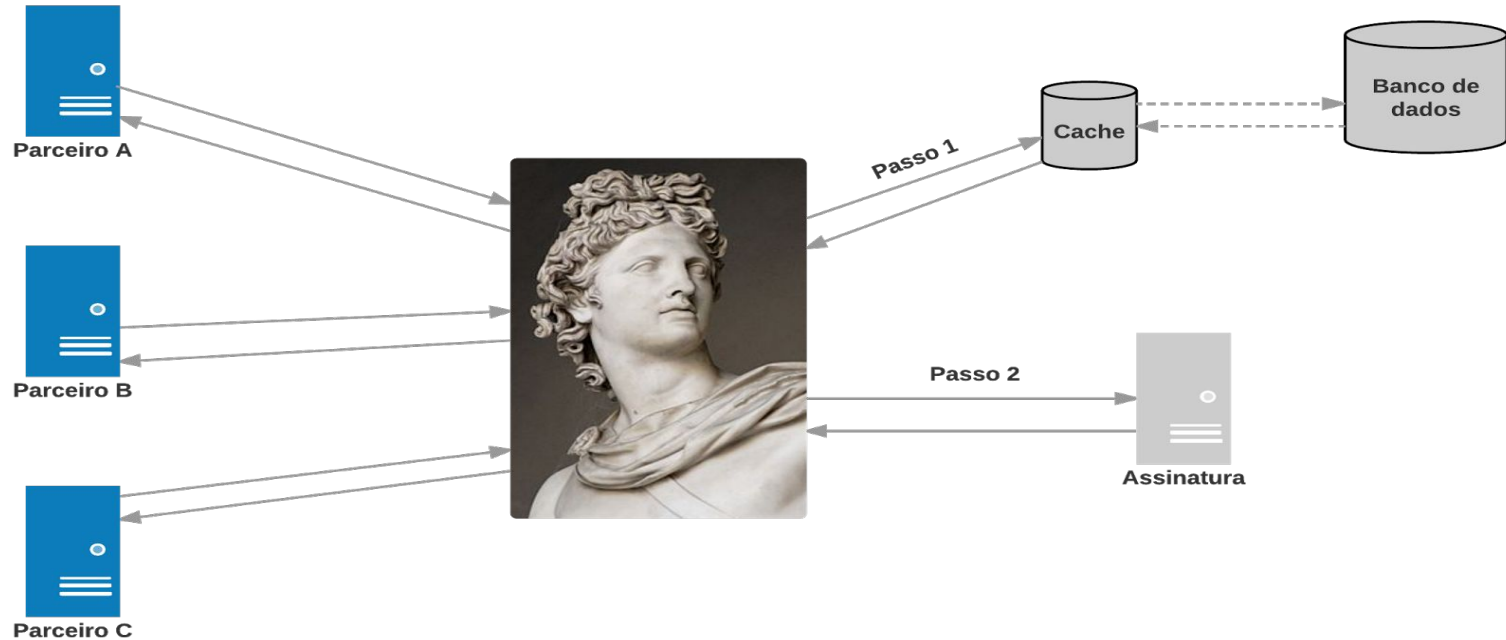 Parceiro A
Parceiro B
Parceiro C
Passo 1
Cache
Banco de
dados
Passo 2
Assinatura